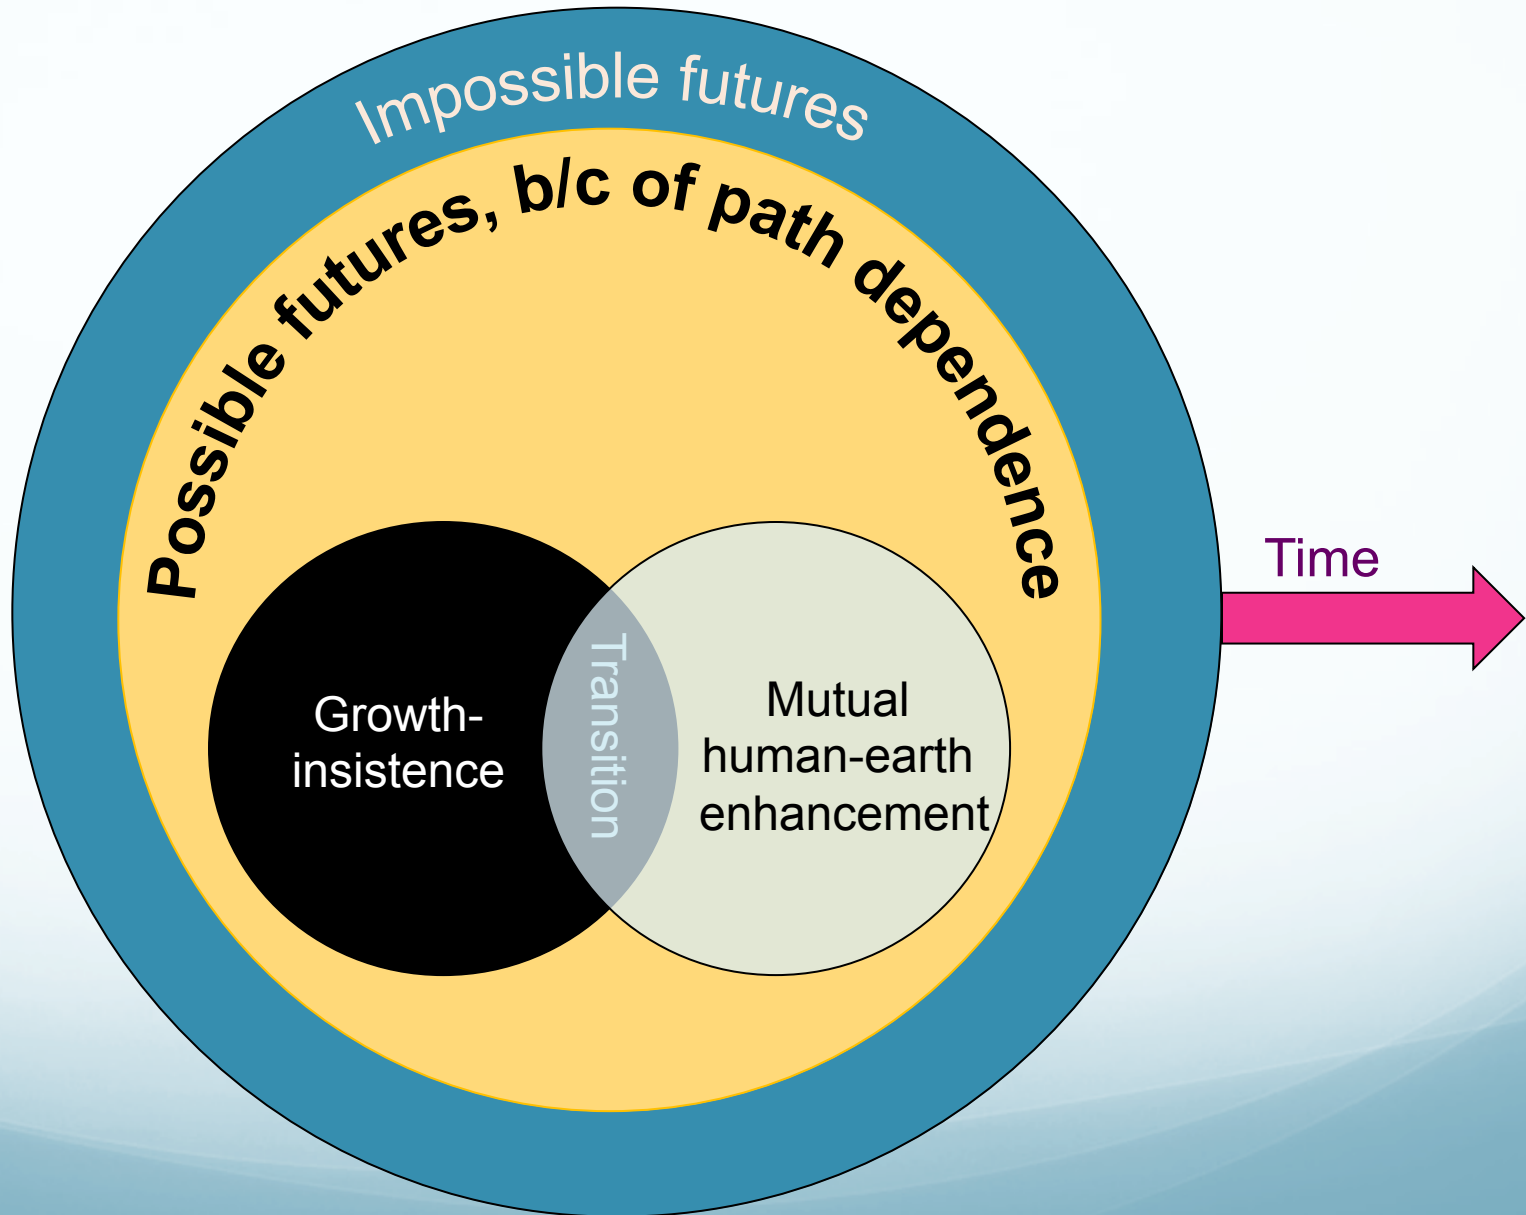 Impossible futures
Possible futures, b/c of path dependence
Time
Growth-
insistence
Transition
Mutual
human-earth
enhancement